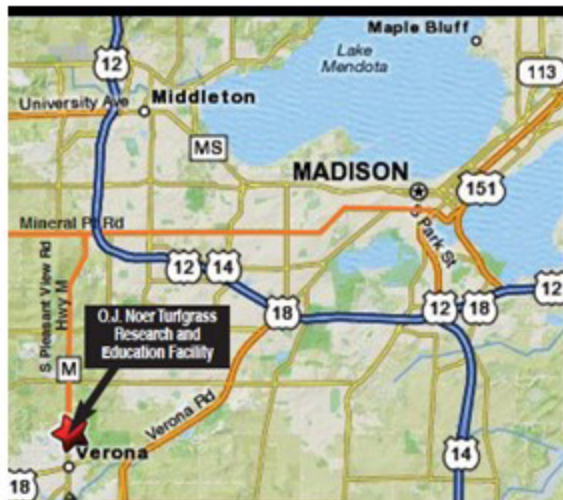 Maple Bluff
Lake
Mendota
12
113
University Ave
Middleton
MS
MADISON
151
Mineral Pt Rd
S Park St
S Pleasant View Rd
Hwy M
12
14
12
18
12
18
O.J. Noer Turfgrass
Research and
Education Facility
M
Verona Rd
Verona
14
18